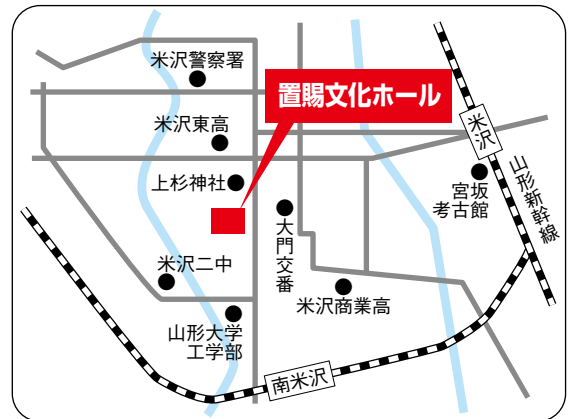 米沢警察署
置賜文化ホール
米沢東高
上杉神社
米沢
山形新幹線
宮坂
考古館
大門交番
米沢二中
米沢商業高
山形大学
工学部
南米沢